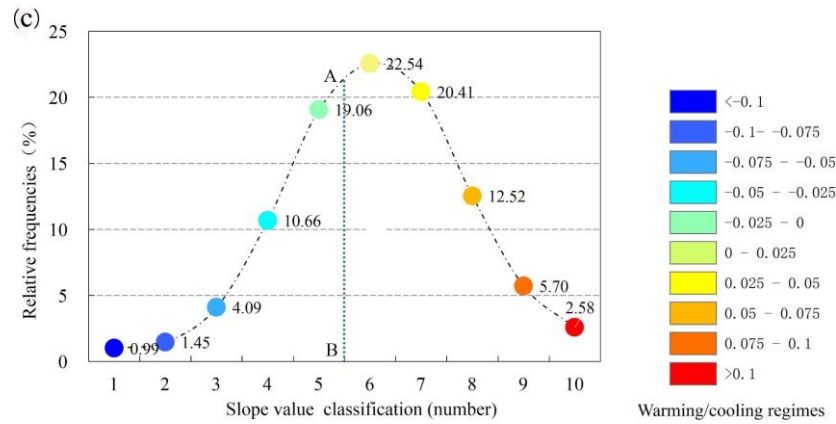 (c)
25
20
15
10
5
0
Relative frequencies (%)
A
B
0.99
1.45
4.09
10.66
19.06
22.54
20.41
12.52
5.70
2.58
1 2 3 4 5 6 7 8 9 10
Slope value classification (number)
<-0.1
-0.1- -0.075
-0.075 - -0.05
-0.05 - -0.025
-0.025 - 0
0 - 0.025
0.025 - 0.05
0.05 - 0.075
0.075 - 0.1
>0.1
Warming/cooling regimes